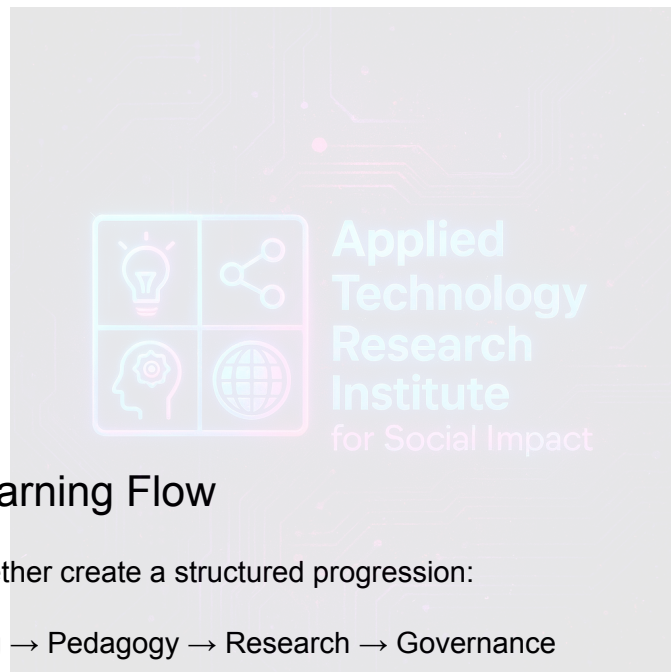 Applied
Technology
Research
Institute
for Social Impact
arning Flow
ther create a structured progression:
→ Pedagogy → Research → Governance